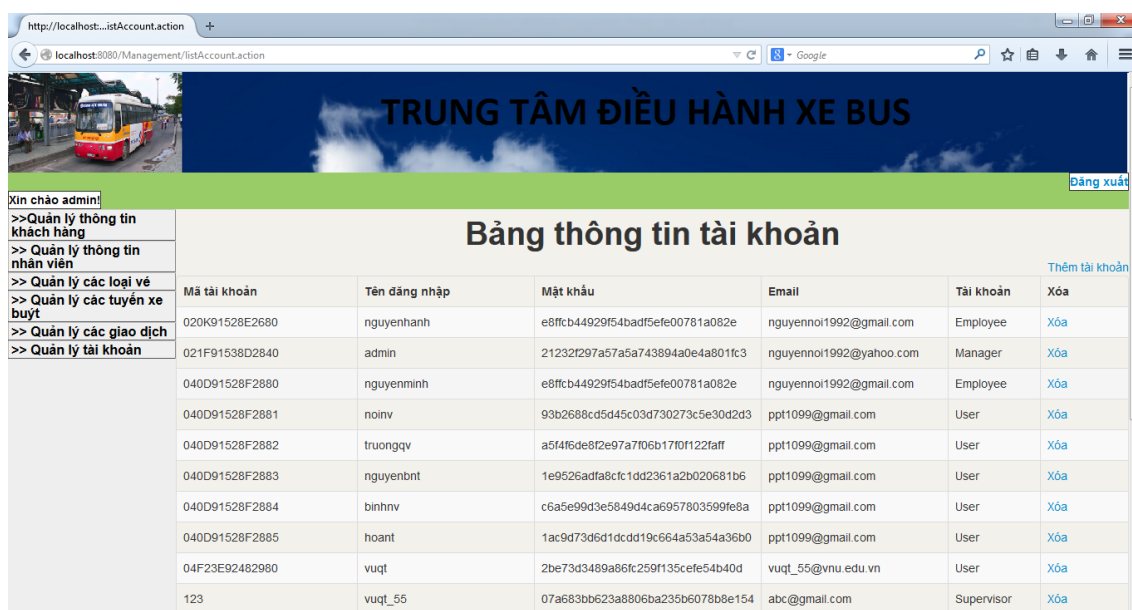 http://localhost:...istAccount.action
localhost:8080/Management/listAccount.action
Google
TRUNG TÂM ĐIỀU HÀNH XE BUS
Đăng xuất
Xin chào admin!
>>Quản lý thông tin
khách hàng
>> Quản lý thông tin
nhân viên
>> Quản lý các loại vé
>> Quản lý các tuyến xe
buýt
>> Quản lý các giao dịch
>> Quản lý tài khoản
Bảng thông tin tài khoản
Thêm tài khoản
Mã tài khoản Tên đăng nhập Mật khẩu Email Tài khoản Xóa
020K91528E2680 nguyenhanh e8ffcb44929f54badf5efe00781a082e nguyennoi1992@gmail.com Employee Xóa
021F91538D2840 admin 21232f297a57a5a743894a0e4a801fc3 nguyennoi1992@yahoo.com Manager Xóa
040D91528F2880 nguyenminh e8ffcb44929f54badf5efe00781a082e nguyennoi1992@gmail.com Employee Xóa
040D91528F2881 noinv 93b2688cd5d45c03d730273c5e30d2d3 ppt1099@gmail.com User Xóa
040D91528F2882 truongqv a5f4f6de8f2e97a7f06b17f0f122faff ppt1099@gmail.com User Xóa
040D91528F2883 nguyenbnt 1e9526adfa8cfc1dd2361a2b020681b6 ppt1099@gmail.com User Xóa
040D91528F2884 binhnv c6a5e99d3e5849d4ca6957803599fe8a ppt1099@gmail.com User Xóa
040D91528F2885 hoant 1ac9d73d6d1dcdd19c664a53a54a36b0 ppt1099@gmail.com User Xóa
04F23E92482980 vuqt 2be73d3489a86fc259f135cefe54b40d vuqt_55@vnu.edu.vn User Xóa
123 vuqt_55 07a683bb623a8806ba235b6078b8e154 abc@gmail.com Supervisor Xóa